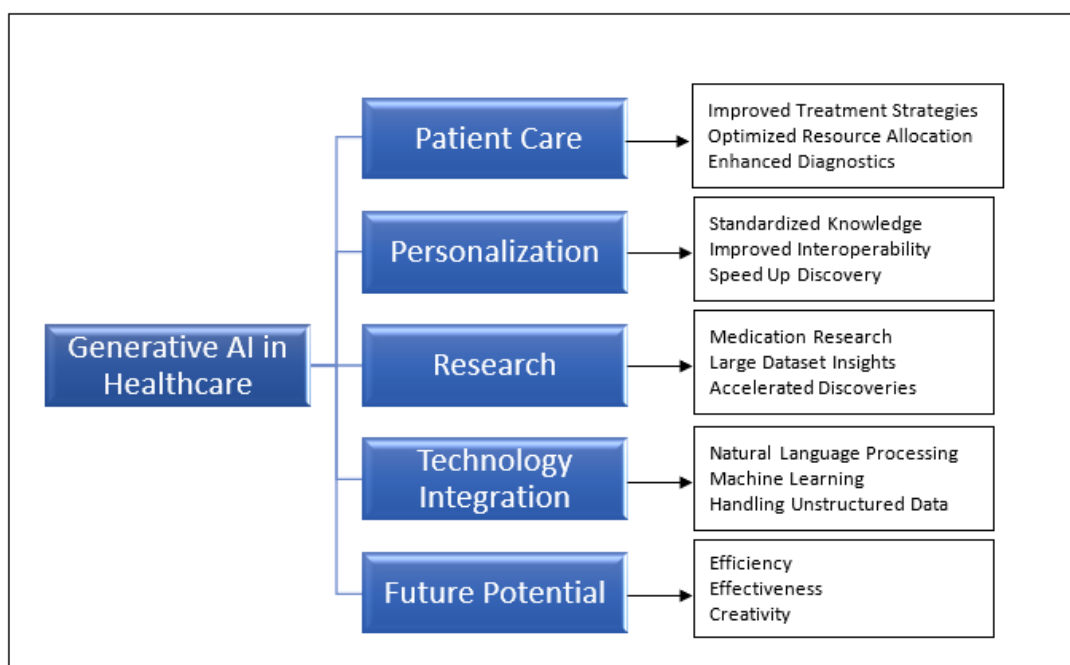 Generative AI in
Healthcare
Patient Care
Improved Treatment Strategies
Optimized Resource Allocation
Enhanced Diagnostics
Personalization
Standardized Knowledge
Improved Interoperability
Speed Up Discovery
Research
Medication Research
Large Dataset Insights
Accelerated Discoveries
Technology
Integration
Natural Language Processing
Machine Learning
Handling Unstructured Data
Future Potential
Efficiency
Effectiveness
Creativity